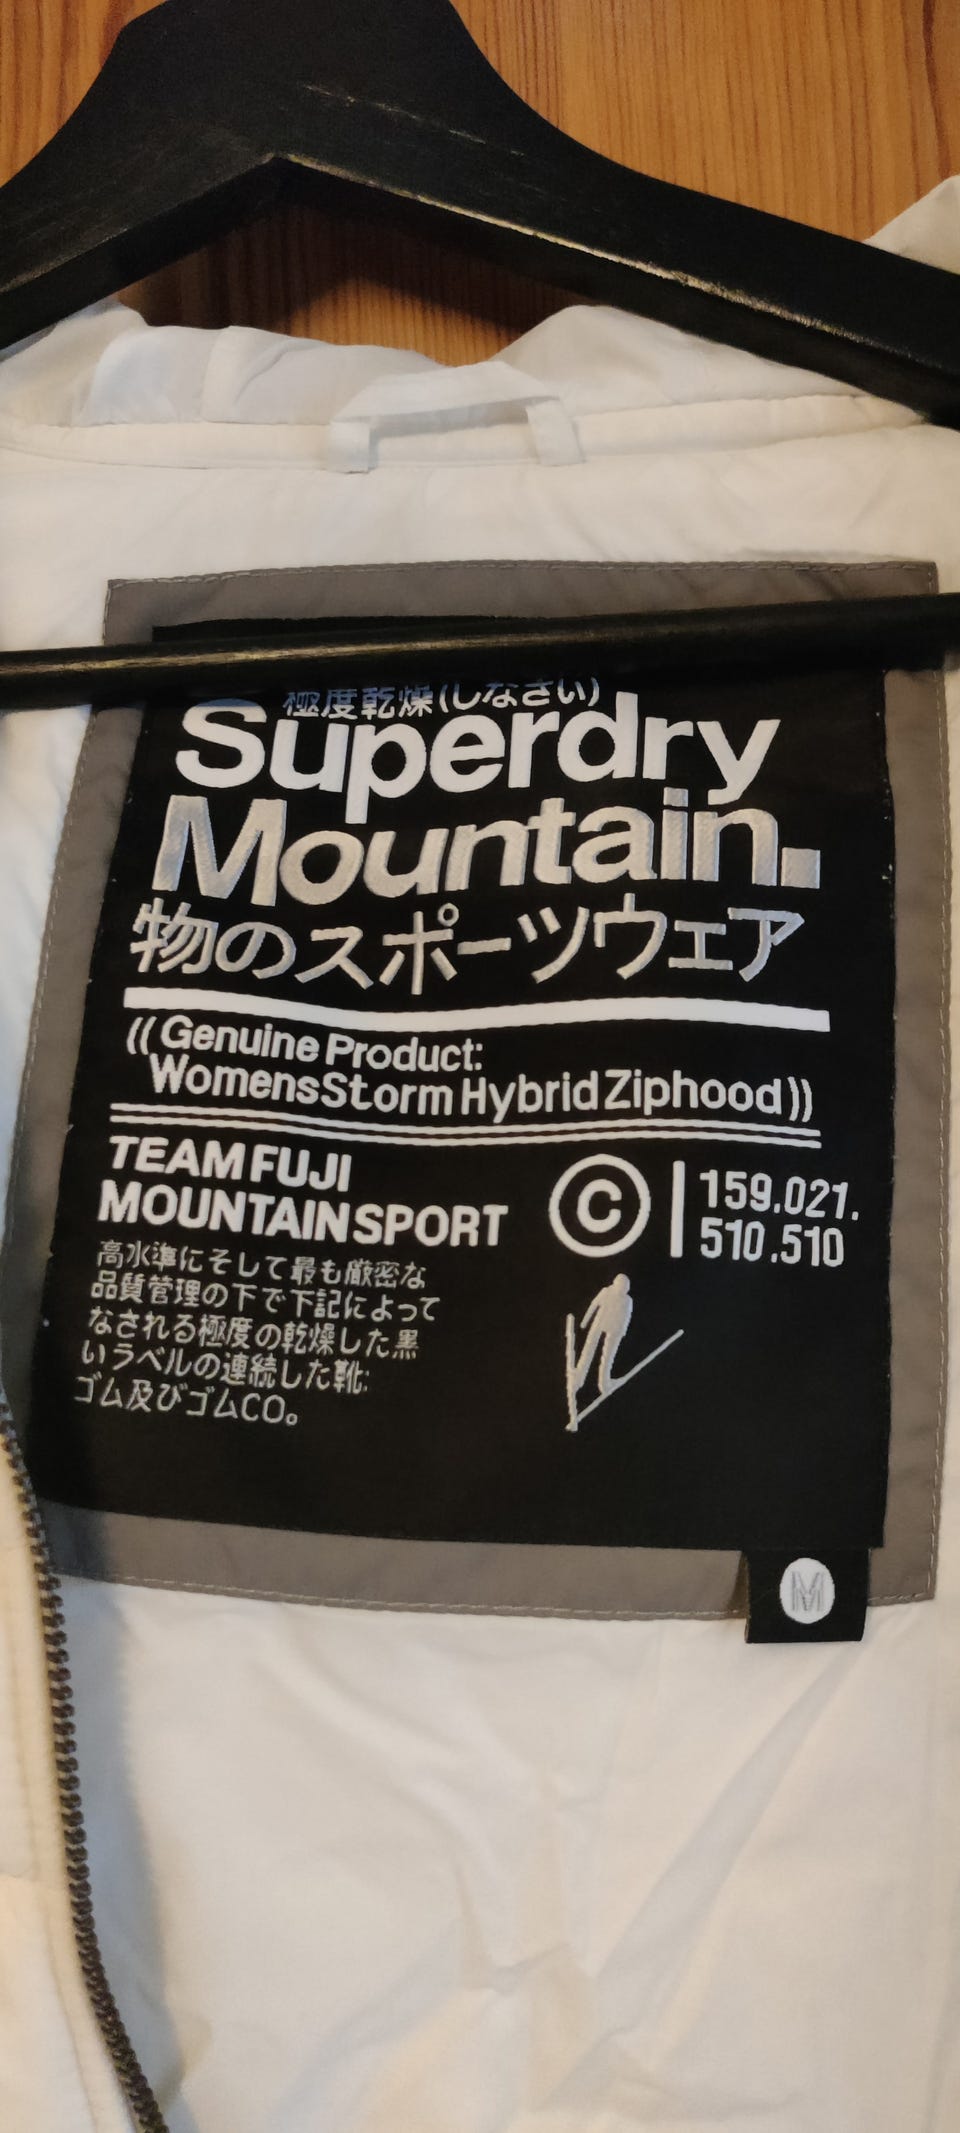 極度乾燥(しなさい)
Superdry
Mountain.
物のスポーツウェア
(( Genuine Product:
Womens Storm Hybrid Ziphood ))
TEAM FUJI
MOUNTAIN SPORT
© 159.021.
510.510
高水準にそして最も厳密な
品質管理の下で下記によって
なされる極度の乾燥した黒
いラベルの連続した靴:
ゴム及びゴムCO。
M